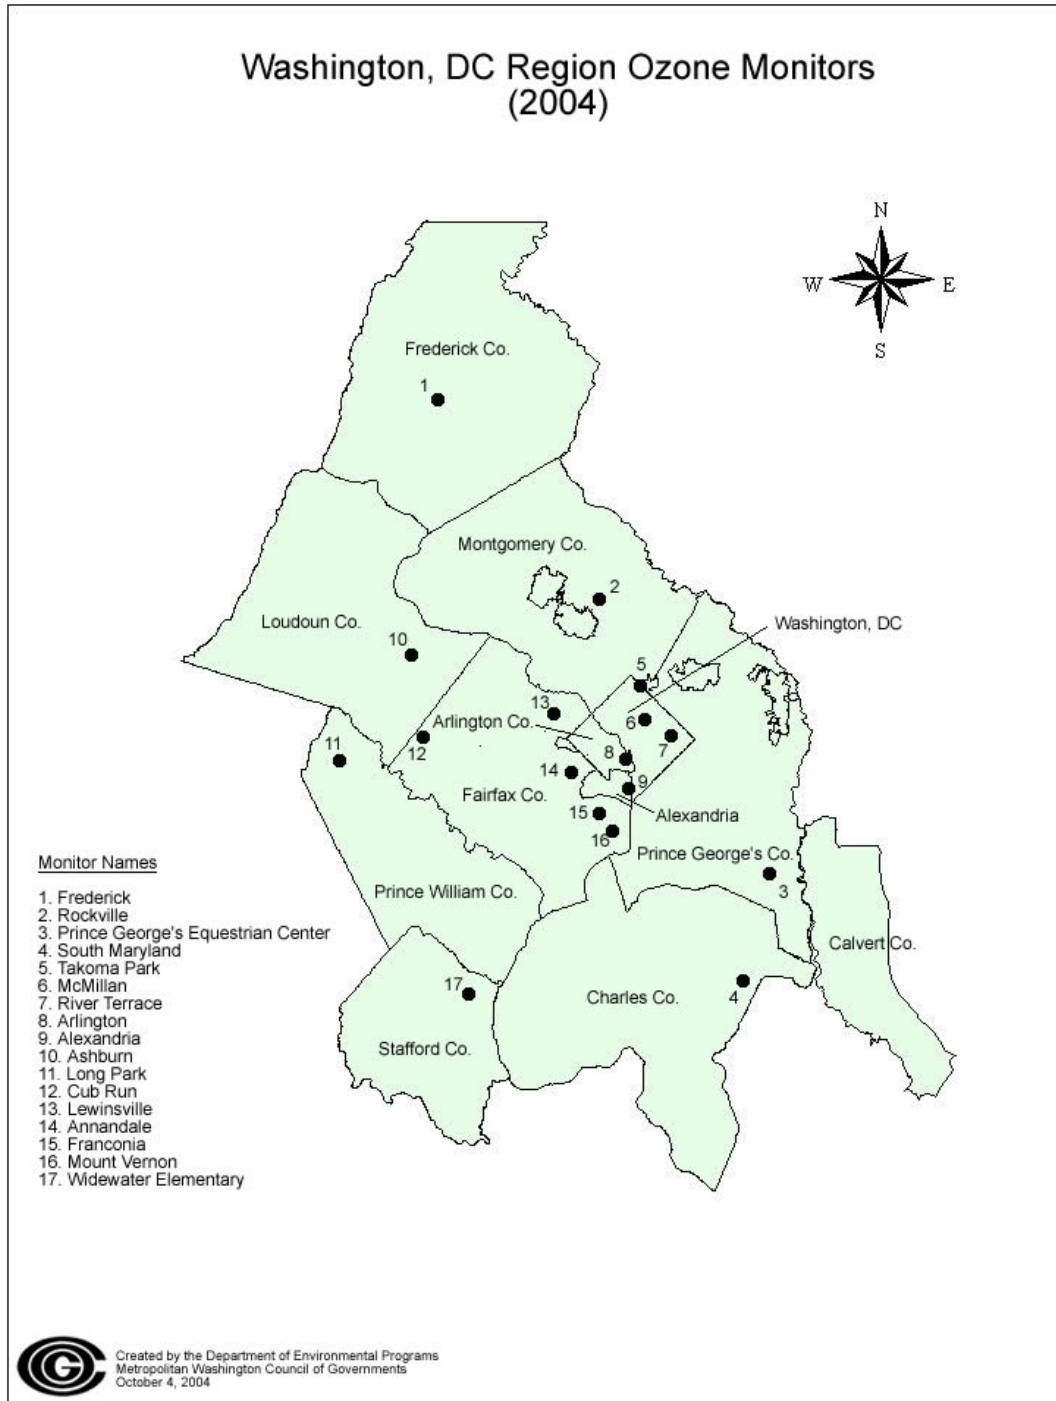 Washington, DC Region Ozone Monitors
(2004)
N
W
E
S
Frederick Co.
1
Montgomery Co.
2
Loudoun Co.
10
Washington, DC
5
13
Arlington Co.
6
7
12
11
8
14
9
Fairfax Co.
15
Alexandria
16
Prince George's Co.
3
Prince William Co.
Calvert Co.
17
4
Charles Co.
Stafford Co.
Monitor Names
1. Frederick
2. Rockville
3. Prince George's Equestrian Center
4. South Maryland
5. Takoma Park
6. McMillan
7. River Terrace
8. Arlington
9. Alexandria
10. Ashburn
11. Long Park
12. Cub Run
13. Lewinsville
14. Annandale
15. Franconia
16. Mount Vernon
17. Widewater Elementary
Created by the Department of Environmental Programs
Metropolitan Washington Council of Governments
October 4, 2004